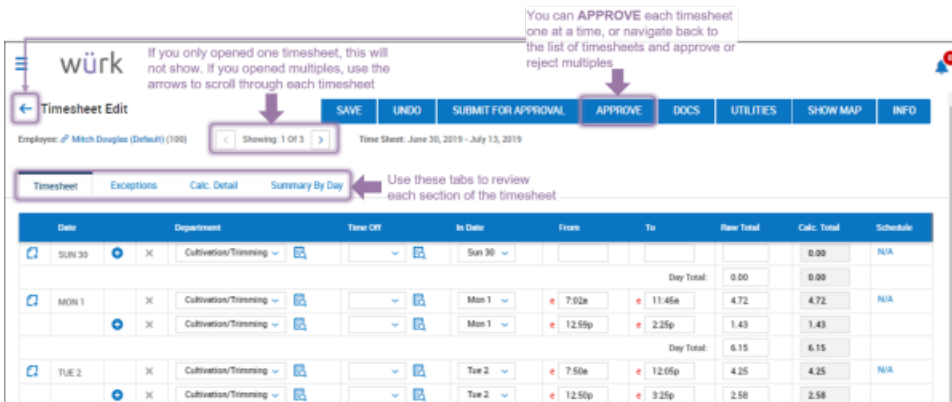 You can APPROVE each timesheet
one at a time, or navigate back to
the list of timesheets and approve or
reject multiples
If you only opened one timesheet, this will
not show. If you opened multiples, use the
arrows to scroll through each timesheet
würk
Timesheet Edit
SAVE UNDO SUBMIT FOR APPROVAL APPROVE DOCS UTILITIES SHOW MAP INFO
Employee: Mitch Douglas (Default) (100) < Showing: 1 Of 3 > Time Sheet: June 30, 2019 - July 13, 2019
Timesheet Exceptions Calc. Detail Summary By Day
Use these tabs to review
each section of the timesheet
Date Department Time Off In Date From To Raw Total Calc. Total Schedule
SUN 30 Cultivation/Trimming Sun 30 0.00 N/A
Day Total: 0.00 0.00
MON 1 Cultivation/Trimming Mon 1 e 7:02a e 11:45a 4.72 4.72 N/A
Cultivation/Trimming Mon 1 e 12:59p e 2:25p 1.43 1.43
Day Total: 6.15 6.15
TUE 2 Cultivation/Trimming Tue 2 e 7:50a e 12:05p 4.25 4.25 N/A
Cultivation/Trimming Tue 2 e 12:50p e 3:25p 2.58 2.58